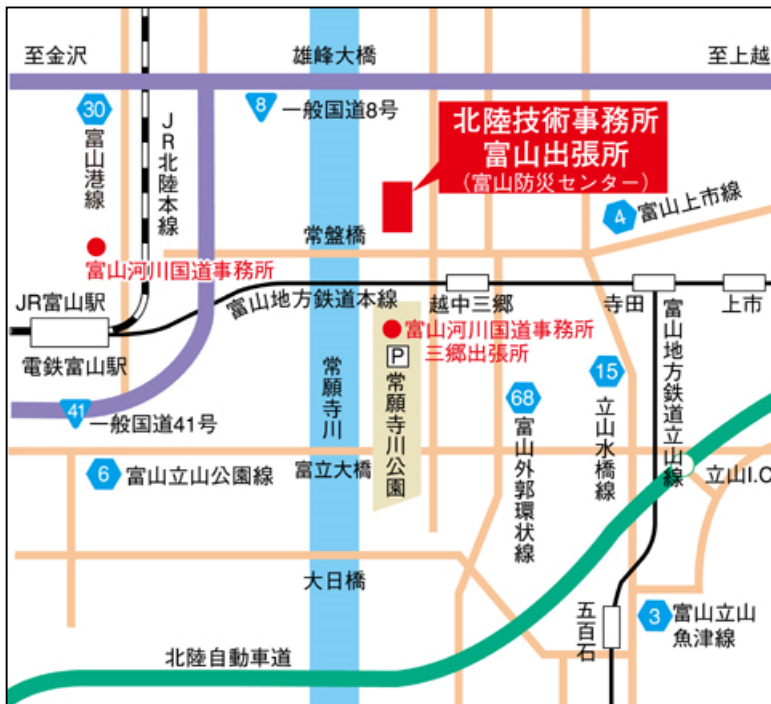 至金沢
雄峰大橋
至上越
30
富山港線
JR北陸本線
8
一般国道8号
北陸技術事務所
富山出張所
(富山防災センター)
4
富山上市線
常盤橋
富山河川国道事務所
JR富山駅
電鉄富山駅
富山地方鉄道本線
越中三郷
寺田
上市
富山河川国道事務所
三郷出張所
P
常願寺川公園
常願寺川
富山地方鉄道立山線
15
立山水橋線
68
富山外郭環状線
41
一般国道41号
6
富山立山公園線
富立大橋
立山I.C
大日橋
五百石
3
富山立山
魚津線
北陸自動車道